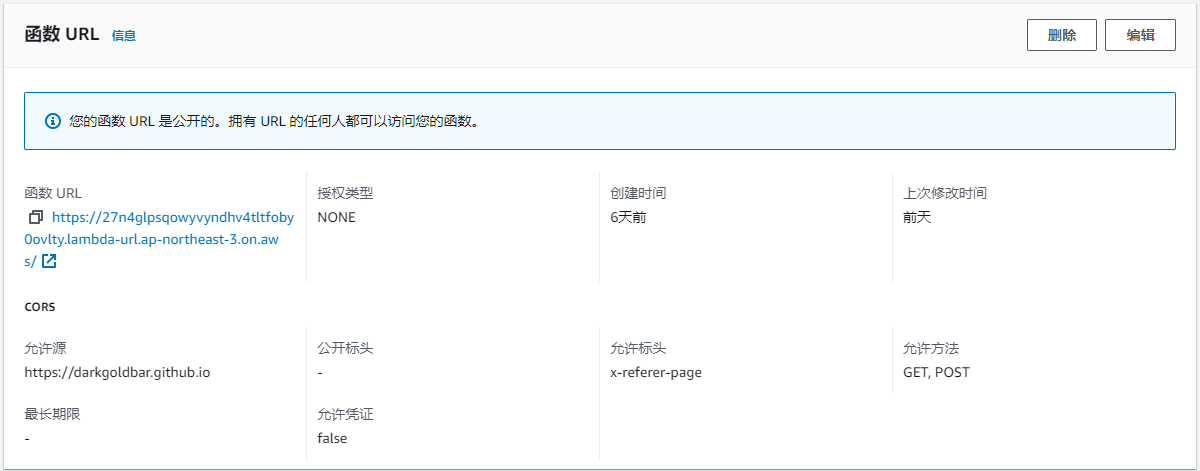 函数 URL 信息
删除 编辑
您的函数 URL 是公开的。拥有 URL 的任何人都可以访问您的函数。
函数 URL 授权类型 创建时间 上次修改时间
https://27n4glpsqowyvyndhv4tltfoby NONE 6天前 前天
0ovlty.lambda-url.ap-northeast-3.on.aw
s/
CORS
允许源 公开标头 允许标头 允许方法
https://darkgoldbar.github.io - x-referer-page GET, POST
最长期限 允许凭证
- false